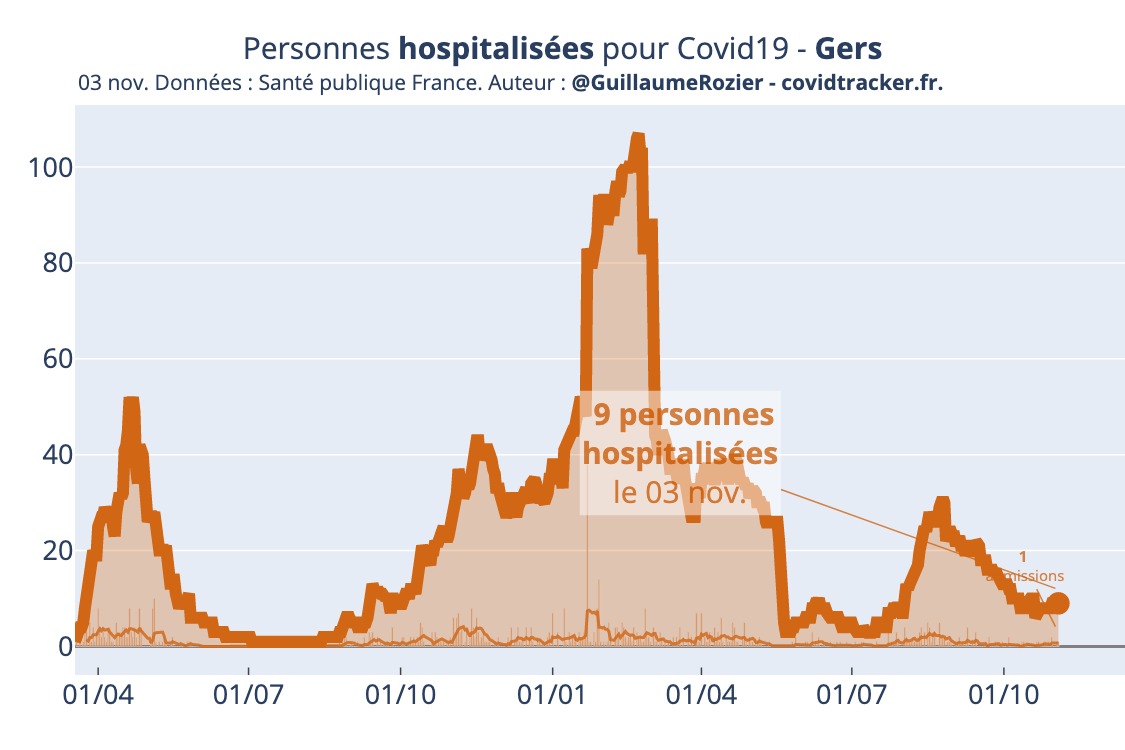 Personnes hospitalisées pour Covid19 - Gers
03 nov. Données : Santé publique France. Auteur : @GuillaumeRozier - covidtracker.fr.
100
80
60
40
20
0
9 personnes
hospitalisées
le 03 nov.
1
admissions
01/04
01/07
01/10
01/01
01/04
01/07
01/10